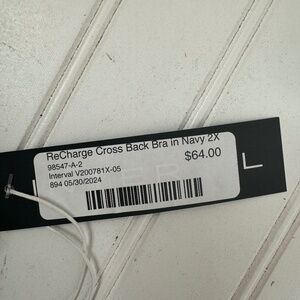 ReCharge Cross Back Bra in Navy 2X
98547-A-2
$64.00
Interval V200781X-05
894 05/30/2024
L